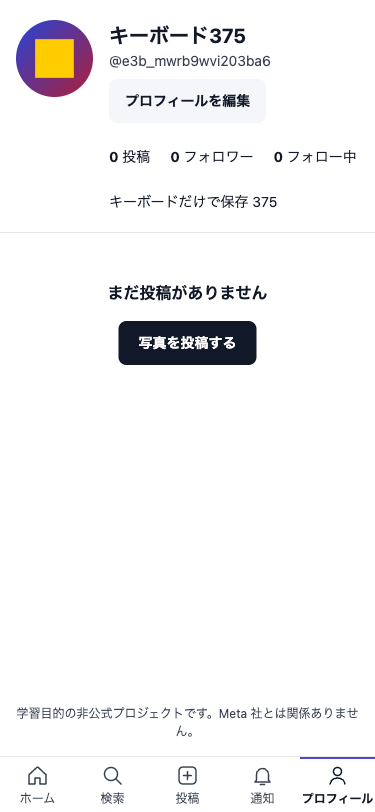 キーボード375
@e3b_mwrb9wvi203ba6
プロフィールを編集
0 投稿 0 フォロワー 0 フォロー中
キーボードだけで保存 375
まだ投稿がありません
写真を投稿する
学習目的の非公式プロジェクトです。Meta 社とは関係ありませ
ん。
ホーム 検索 投稿 通知 プロフィール